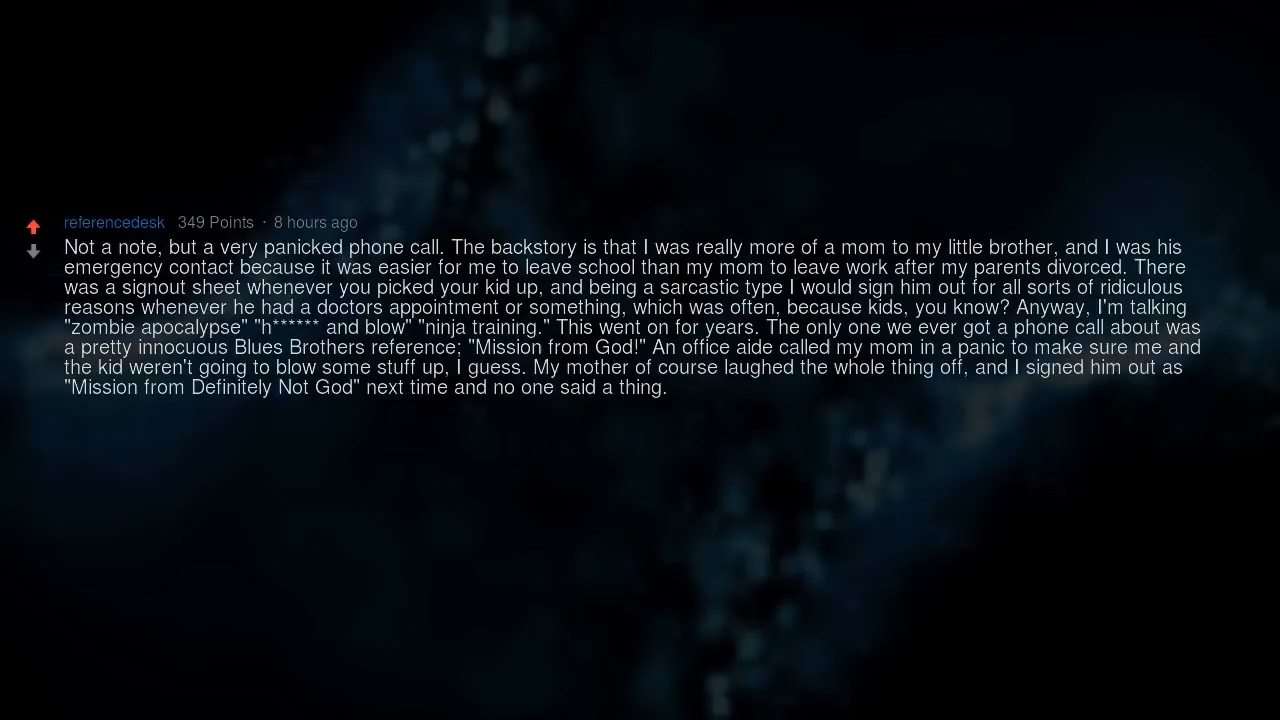 referencedesk 349 Points · 8 hours ago
Not a note, but a very panicked phone call. The backstory is that I was really more of a mom to my little brother, and I was his
emergency contact because it was easier for me to leave school than my mom to leave work after my parents divorced. There
was a signout sheet whenever you picked your kid up, and being a sarcastic type I would sign him out for all sorts of ridiculous
reasons whenever he had a doctors appointment or something, which was often, because kids, you know? Anyway, I'm talking
"zombie apocalypse" "h****** and blow" "ninja training." This went on for years. The only one we ever got a phone call about was
a pretty innocuous Blues Brothers reference; "Mission from God!" An office aide called my mom in a panic to make sure me and
the kid weren't going to blow some stuff up, I guess. My mother of course laughed the whole thing off, and I signed him out as
"Mission from Definitely Not God" next time and no one said a thing.